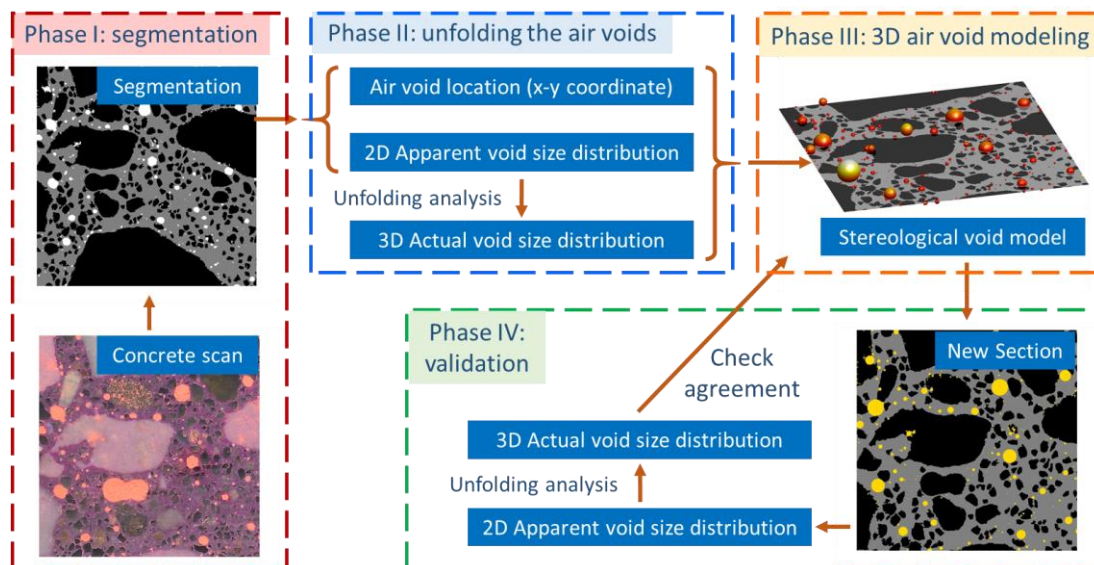 Phase I: segmentation
Segmentation
Concrete scan
Phase II: unfolding the air voids
Air void location (x-y coordinate)
2D Apparent void size distribution
Unfolding analysis
3D Actual void size distribution
Phase III: 3D air void modeling
Stereological void model
Phase IV:
validation
Check
agreement
3D Actual void size distribution
Unfolding analysis
2D Apparent void size distribution
New Section